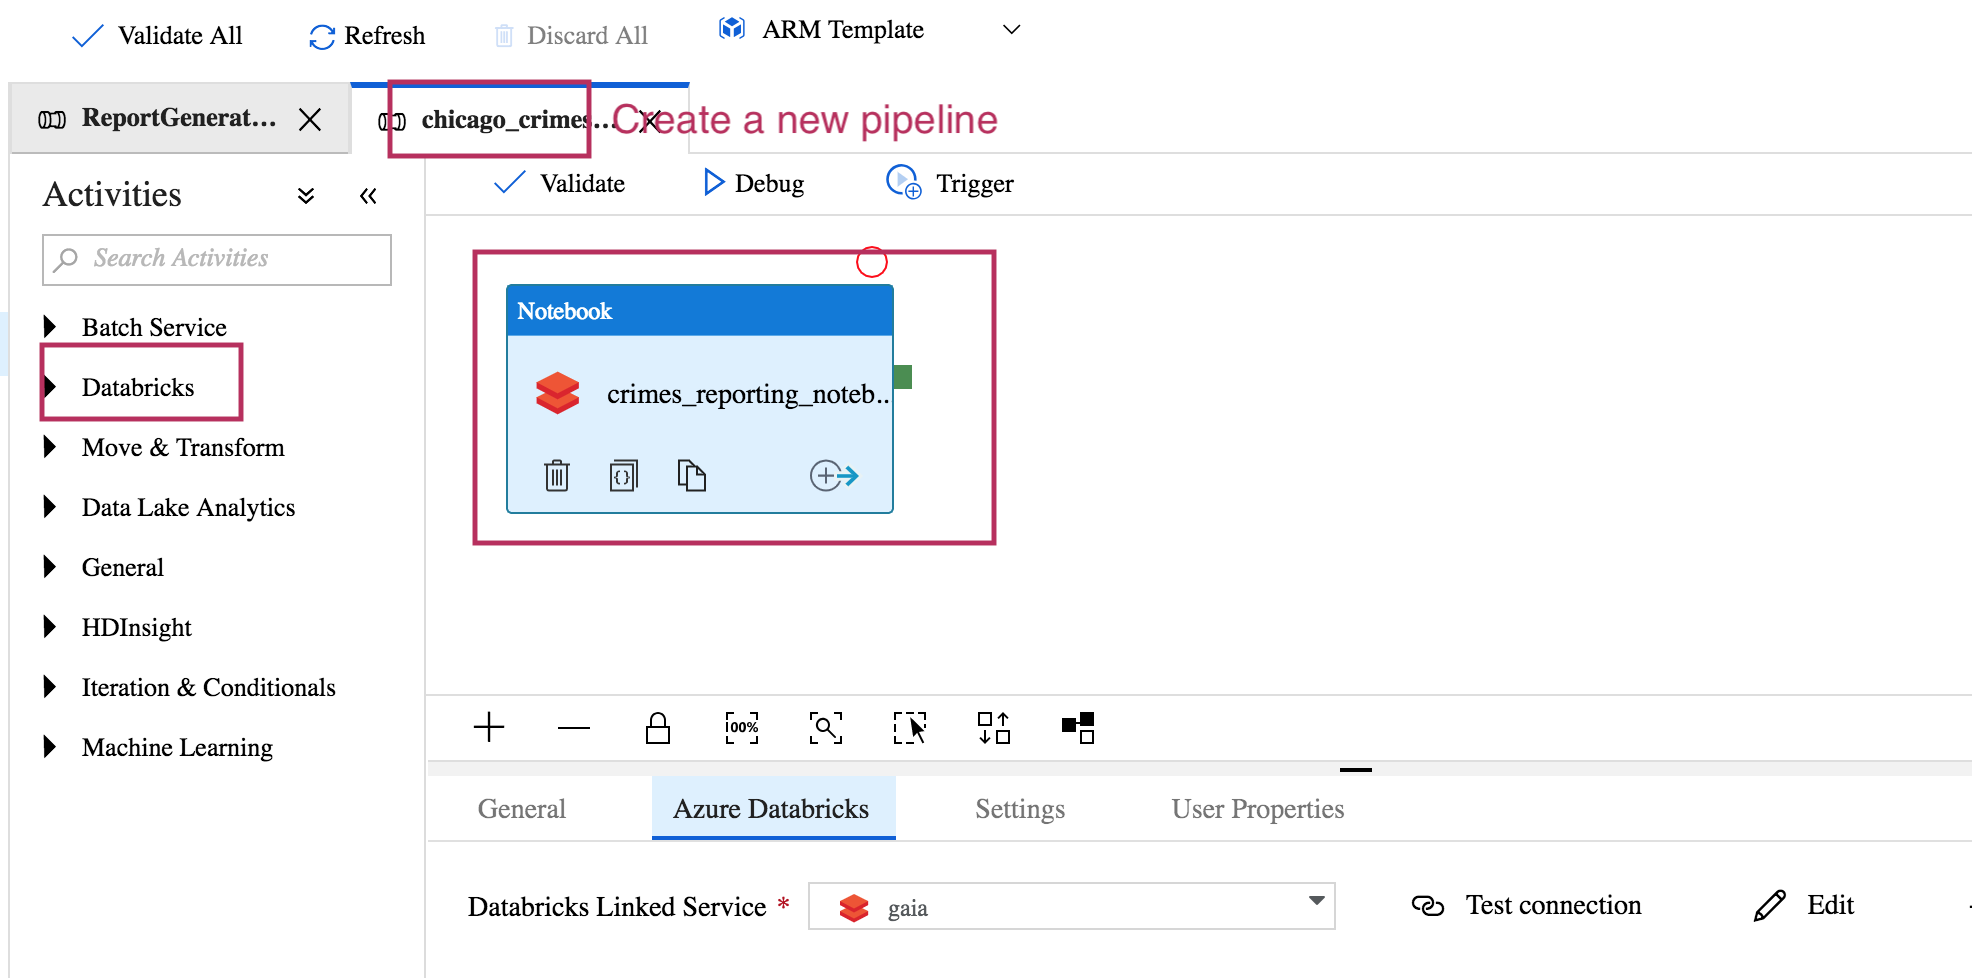 Validate All Refresh Discard All ARM Template
ReportGenerat... chicago_crimes... Create a new pipeline
Activities
Validate Debug Trigger
Search Activities
Notebook
crimes_reporting_noteb..
Batch Service
Databricks
Move & Transform
Data Lake Analytics
General
HDInsight
Iteration & Conditionals
Machine Learning
{}
00%
General Azure Databricks Settings User Properties
Databricks Linked Service * gaia Test connection Edit